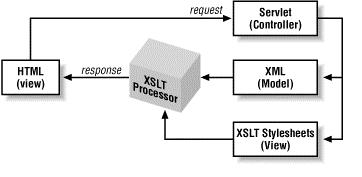 request
Servlet
(Controller)
HTML
(view)
response
XSLT
Processor
XML
(Model)
XSLT Stylesheets
(View)